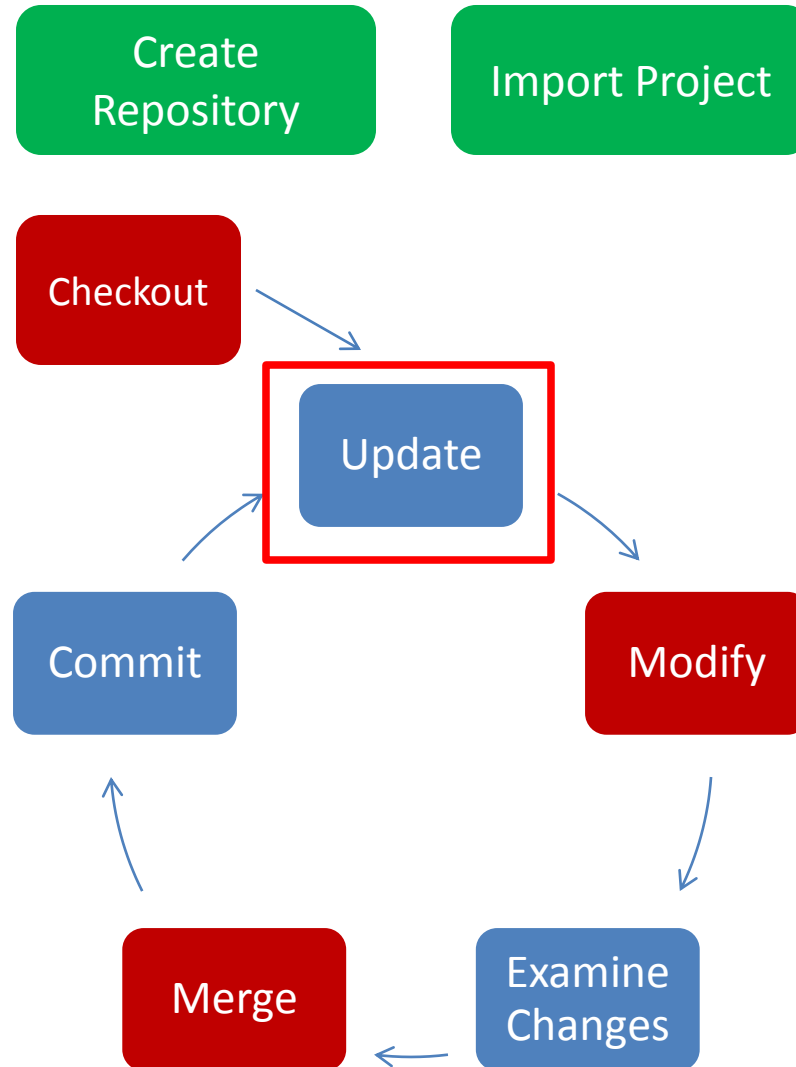 Create
Repository
Import Project
Checkout
Update
Commit
Modify
Merge
Examine
Changes